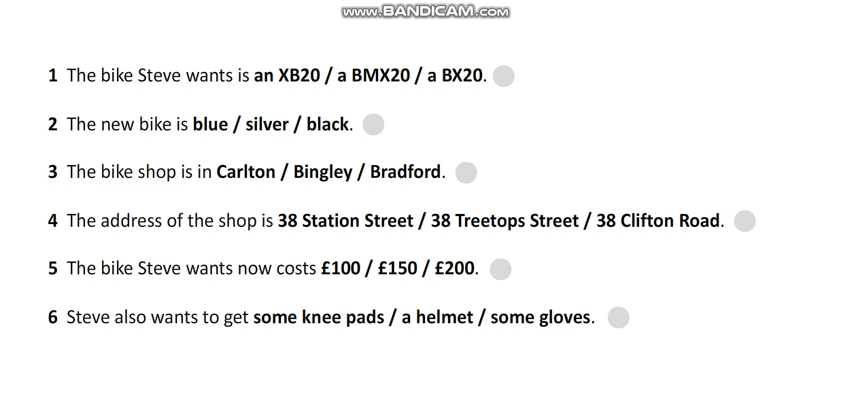 www.BANDICAM.com
1 The bike Steve wants is an XB20 / a BMX20 / a BX20.
2 The new bike is blue / silver / black.
3 The bike shop is in Carlton / Bingley / Bradford.
4 The address of the shop is 38 Station Street / 38 Treetops Street / 38 Clifton Road.
5 The bike Steve wants now costs £100 / £150 / £200.
6 Steve also wants to get some knee pads / a helmet / some gloves.